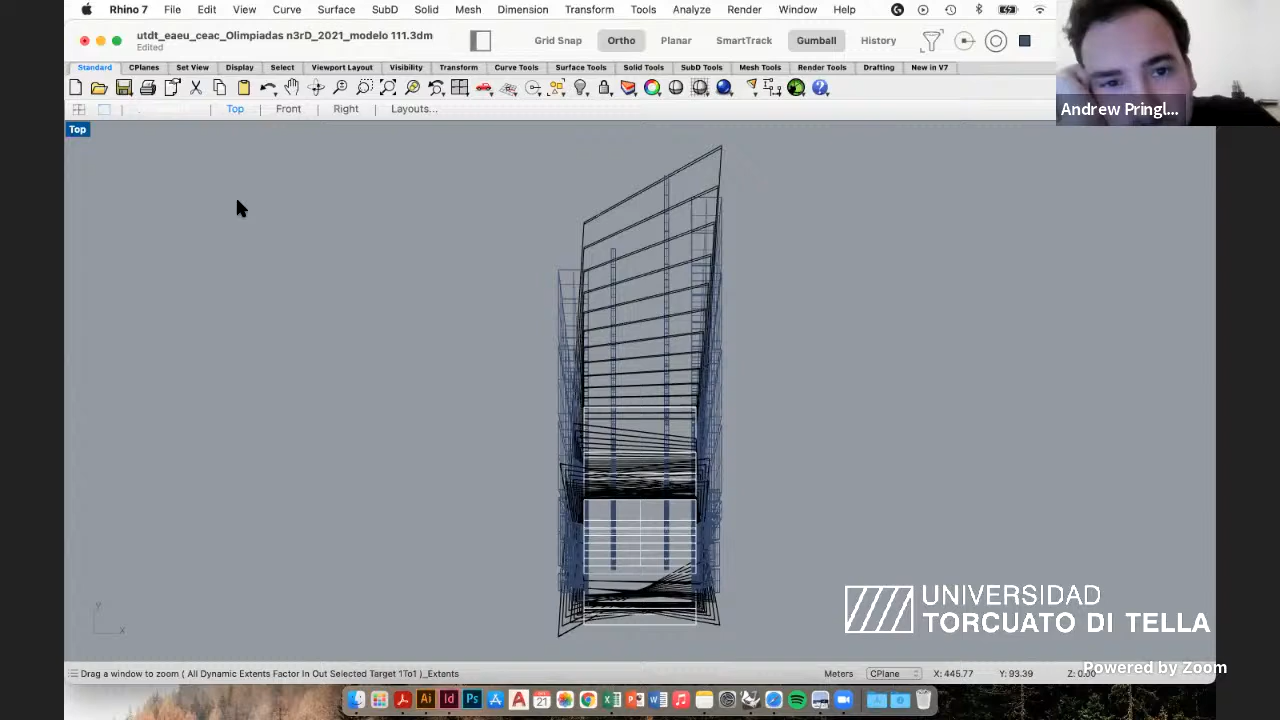 Rhino 7 File Edit View Curve Surface SubD Solid Mesh Dimension Transform Tools Analyze Render Window Help
utdt_eaeu_ceac_Olimpiadas n3rD_2021_modelo 111.3dm
Edited
Grid Snap Ortho Planar SmartTrack Gumball History
Standard CPlanes Set View Display Select Viewport Layout Visibility Transform Curve Tools Surface Tools Solid Tools SubD Tools Mesh Tools Render Tools Drafting New in V7
Top Front Right Layouts...
Andrew Pringl...
Top
y
x
UNIVERSIDAD
TORCUATO DI TELLA
Powered by Zoom
Drag a window to zoom ( All Dynamic Extents Factor In Out Selected Target 1To1 )_Extents
Meters CPlane X: 445.77 Y: 93.39 Z: 0.00